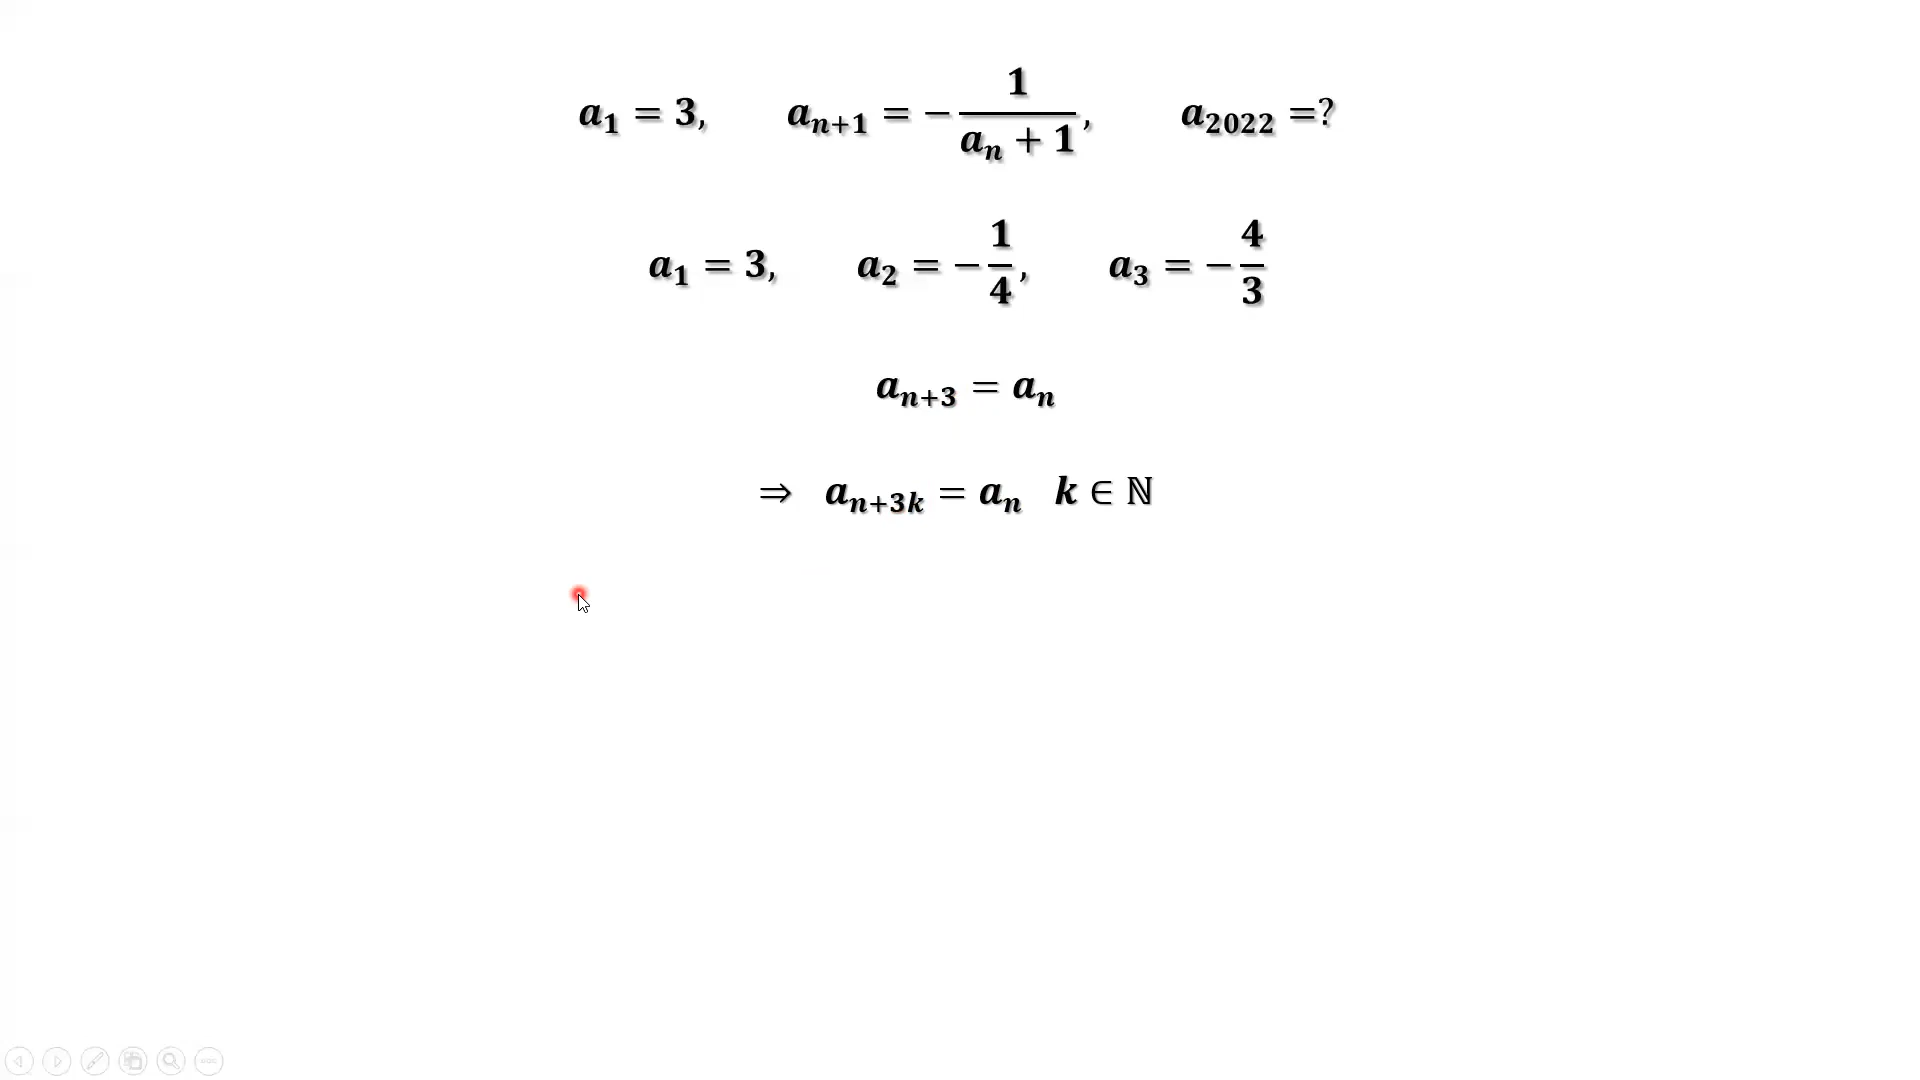 a₁ = 3, aₙ₊₁ = −1/(aₙ + 1), a₂₀₂₂ =?
a₁ = 3, a₂ = −1/4, a₃ = −4/3
aₙ₊₃ = aₙ
⇒ aₙ₊₃ₖ = aₙ k ∈ ℕ